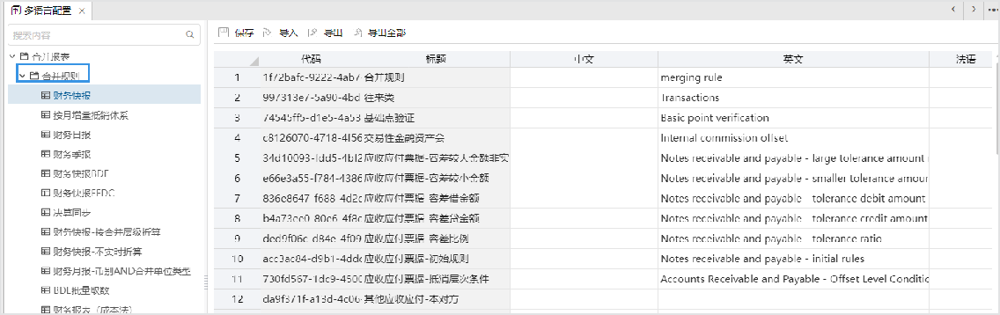 多语言配置 ×
搜索内容
保存 导入 导出 导出全部
合并报表
合并规则
财务快报
按月增量抵销体系
财务日报
财务季报
财务快报BDE
财务快报FEDC
决算同步
财务快报-按合并层级折算
财务快报-不实时折算
财务月报-币别AND合并单位类型
BDE批量取数
财务报表（成本法）
代码 标题 中文 英文 法语
1 1f72bafc-9222-4ab7 合并规则 merging rule
2 997313e7-5a90-4bd 往来类 Transactions
3 74545ff5-d1e5-4a53 基础点验证 Basic point verification
4 c8126070-4718-4f56 交易性金融资产会 Internal commission offset
5 34d10093-fdd5-4bf2 应收应付票据-容差较大金额非实 Notes receivable and payable - large tolerance amount
6 e66e3a55-f784-4386 应收应付票据-容差较小金额 Notes receivable and payable - smaller tolerance amour
7 836e8647-f688-4d2c 应收应付票据-容差借金额 Notes receivable and payable - tolerance debit amount
8 b4a73ee0-80e6-4f8c 应收应付票据-容差贷金额 Notes receivable and payable - tolerance credit amount
9 ded9f06c-d84e-4f09 应收应付票据-容差比例 Notes receivable and payable - tolerance ratio
10 acc3ac84-d9b1-4ddc 应收应付票据-初始规则 Notes receivable and payable - initial rules
11 730fd567-1dc9-450c 应收应付票据-抵消层次条件 Accounts Receivable and Payable - Offset Level Conditio
12 da9f371f-a13d-4c06- 其他应收应付-本对方